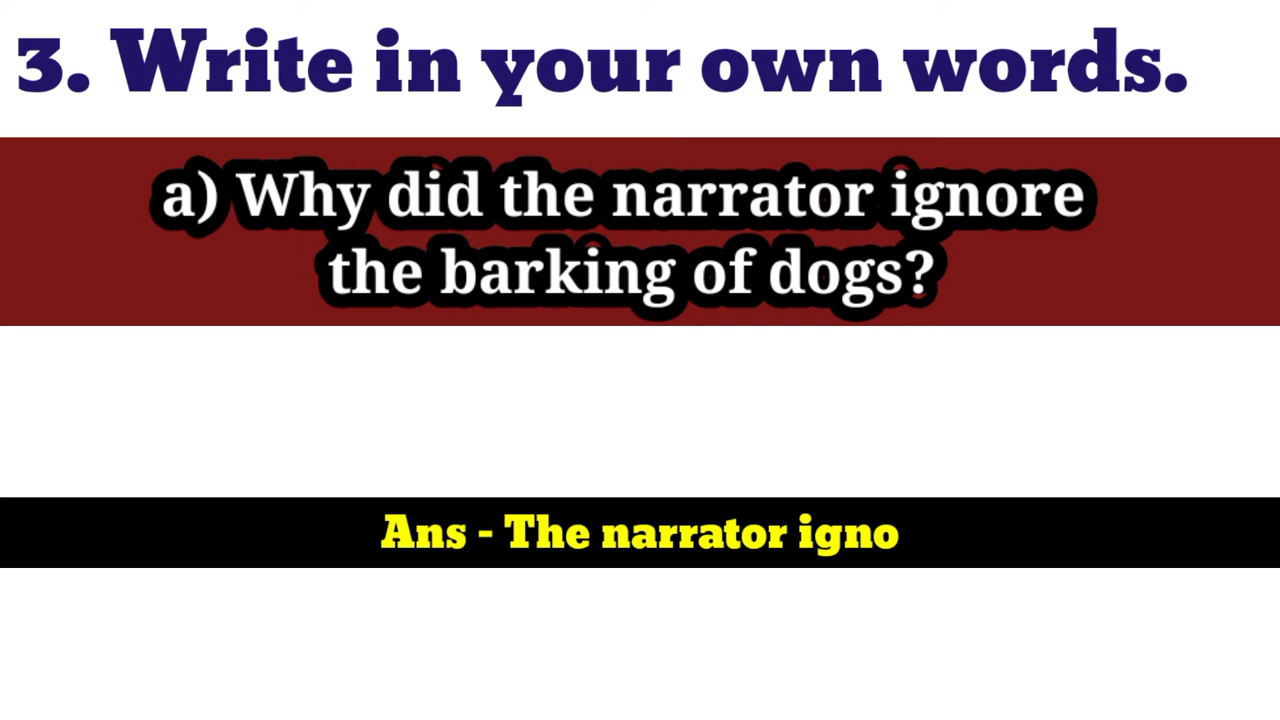 3. Write in your own words.
a) Why did the narrator ignore
the barking of dogs?
Ans - The narrator igno